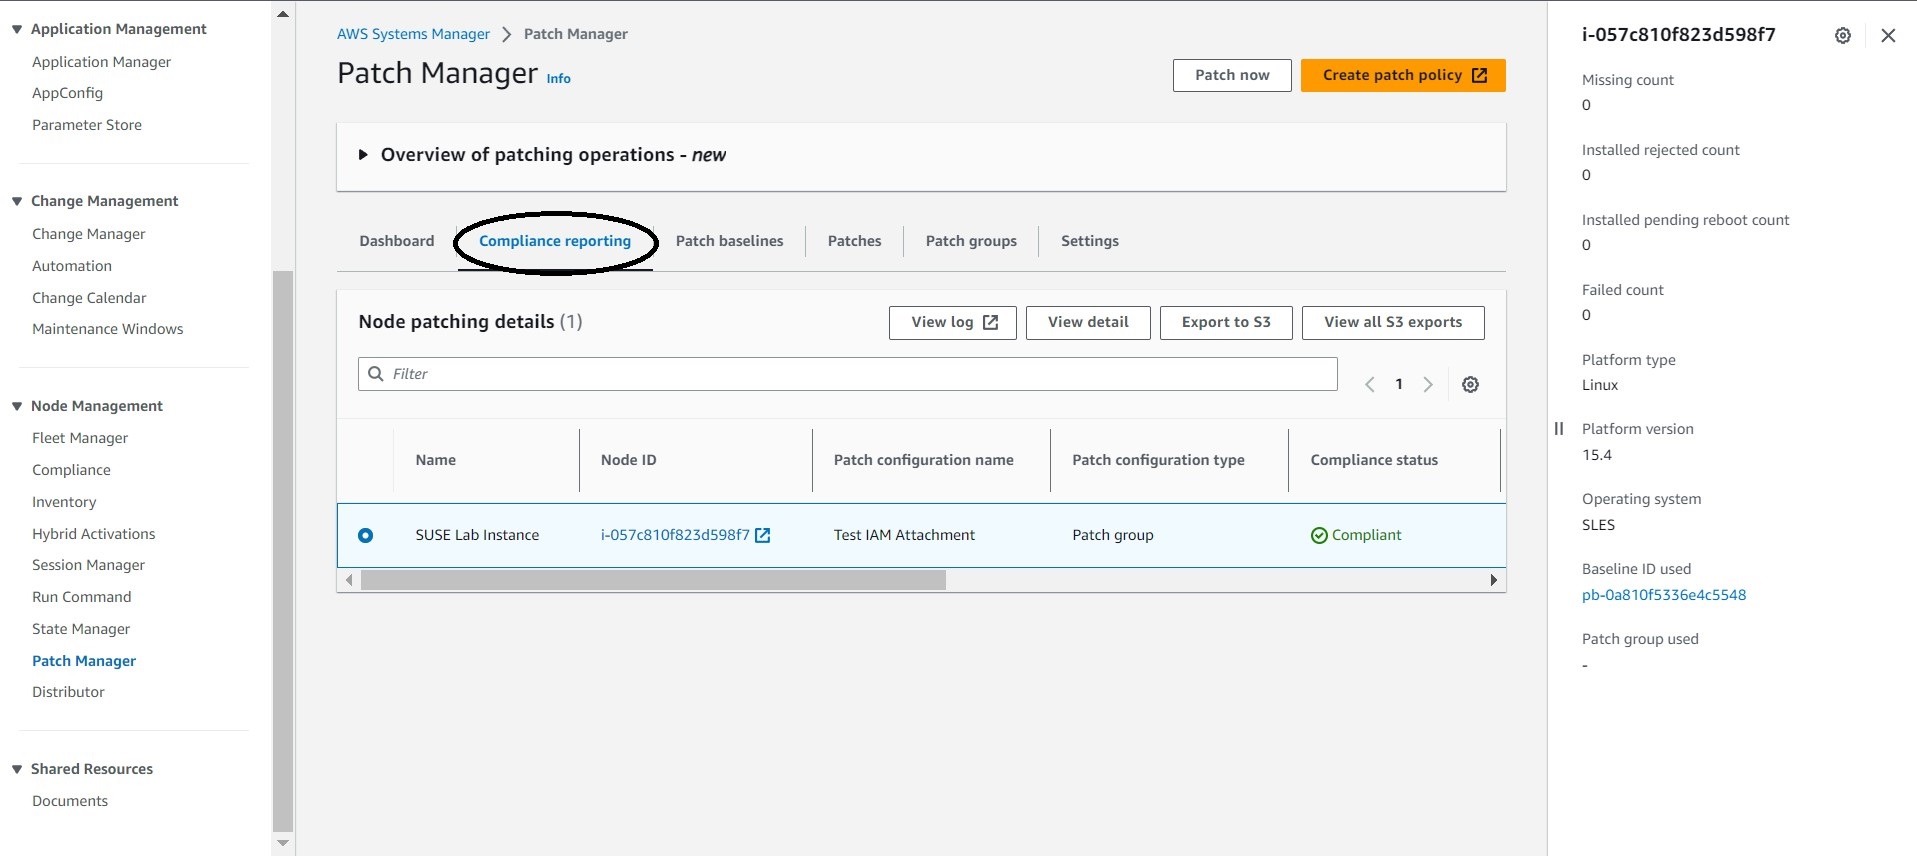 Application Management
Application Manager
AppConfig
Parameter Store
Change Management
Change Manager
Automation
Change Calendar
Maintenance Windows
Node Management
Fleet Manager
Compliance
Inventory
Hybrid Activations
Session Manager
Run Command
State Manager
Patch Manager
Distributor
Shared Resources
Documents
AWS Systems Manager > Patch Manager
Patch Manager Info
Patch now Create patch policy
Overview of patching operations - new
Dashboard Compliance reporting Patch baselines Patches Patch groups Settings
Node patching details (1)
View log View detail Export to S3 View all S3 exports
Filter
1
Name Node ID Patch configuration name Patch configuration type Compliance status
SUSE Lab Instance i-057c810f823d598f7 Test IAM Attachment Patch group Compliant
i-057c810f823d598f7
Missing count
0
Installed rejected count
0
Installed pending reboot count
0
Failed count
0
Platform type
Linux
Platform version
15.4
Operating system
SLES
Baseline ID used
pb-0a810f5336e4c5548
Patch group used
-